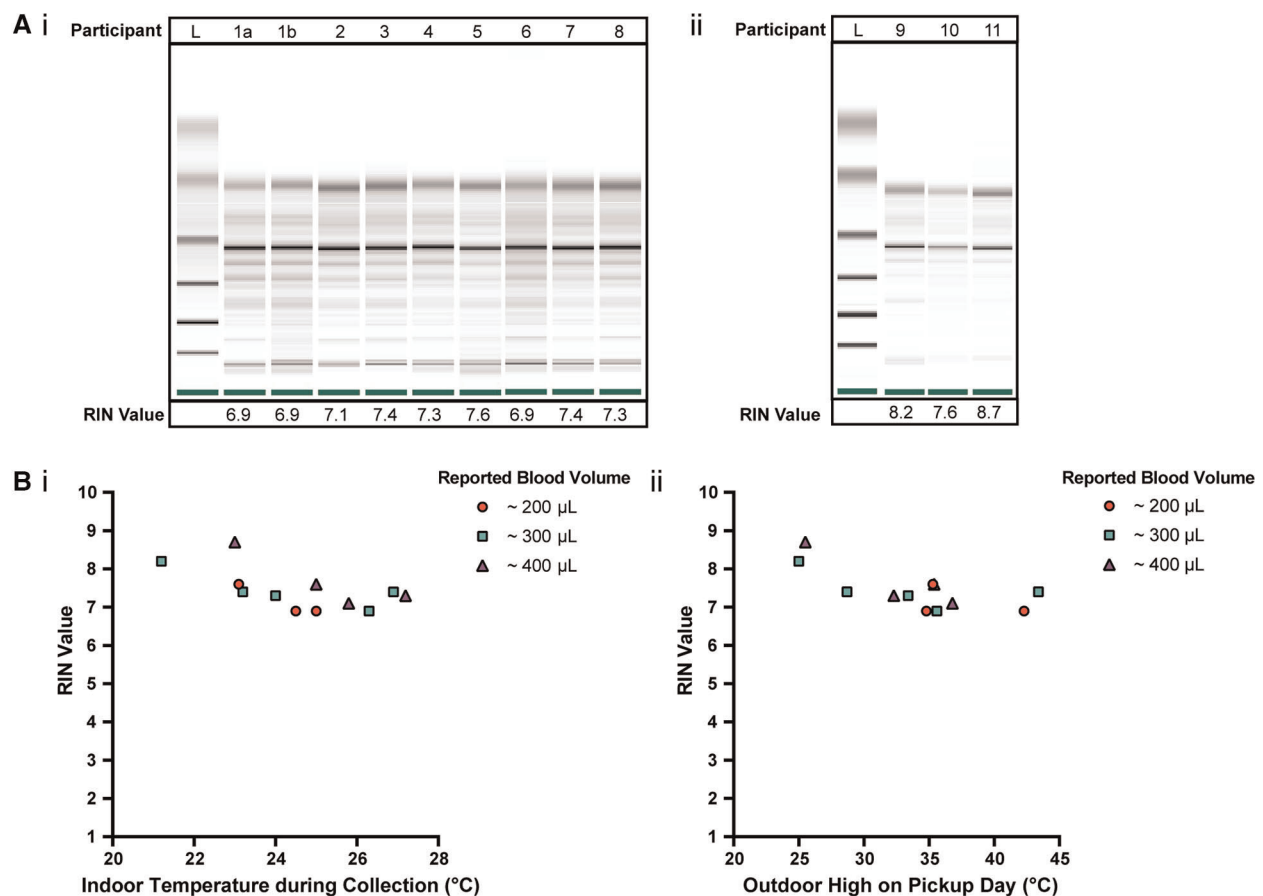 A i
Participant L 1a 1b 2 3 4 5 6 7 8
RIN Value 6.9 6.9 7.1 7.4 7.3 7.6 6.9 7.4 7.3
ii
Participant L 9 10 11
RIN Value 8.2 7.6 8.7
B i
Reported Blood Volume
~ 200 µL
~ 300 µL
~ 400 µL
RIN Value
10
9
8
7
6
5
4
3
2
1
20 22 24 26 28
Indoor Temperature during Collection (°C)
ii
Reported Blood Volume
~ 200 µL
~ 300 µL
~ 400 µL
RIN Value
10
9
8
7
6
5
4
3
2
1
20 25 30 35 40 45
Outdoor High on Pickup Day (°C)